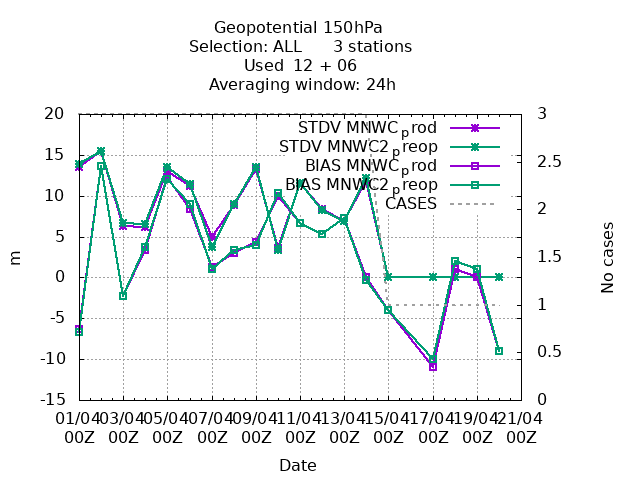 Geopotential 150hPa
Selection: ALL 3 stations
Used 12 + 06
Averaging window: 24h
20
15
10
5
0
-5
-10
-15
m
STDV MNWC_prod
STDV MNWC2_preop
BIAS MNWC_prod
BIAS MNWC2_preop
CASES
3
2.5
2
1.5
1
0.5
0
No cases
01/04 03/04 05/04 07/04 09/04 11/04 13/04 15/04 17/04 19/04 21/04
00Z 00Z 00Z 00Z 00Z 00Z 00Z 00Z 00Z 00Z 00Z
Date